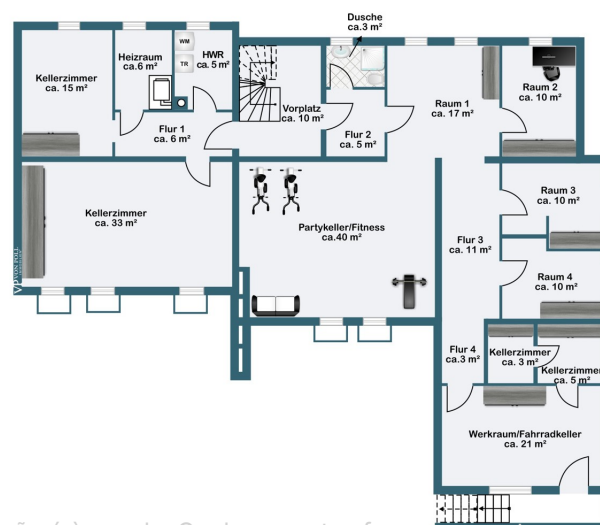 Dusche
ca.3 m²
WM
TR
HWR
ca. 5 m²
Heizraum
ca.6 m²
Kellerzimmer
ca. 15 m²
Flur 1
ca. 6 m²
Vorplatz
ca. 10 m²
Flur 2
ca. 5 m²
Raum 1
ca. 17 m²
Raum 2
ca. 10 m²
Kellerzimmer
ca. 33 m²
Partykeller/Fitness
ca.40 m²
Flur 3
ca. 11 m²
Raum 3
ca. 10 m²
Raum 4
ca. 10 m²
Flur 4
ca.3 m²
Kellerzimmer
ca. 3 m²
Kellerzimmer
ca. 5 m²
Werkraum/Fahrradkeller
ca. 21 m²
VP VON POLL